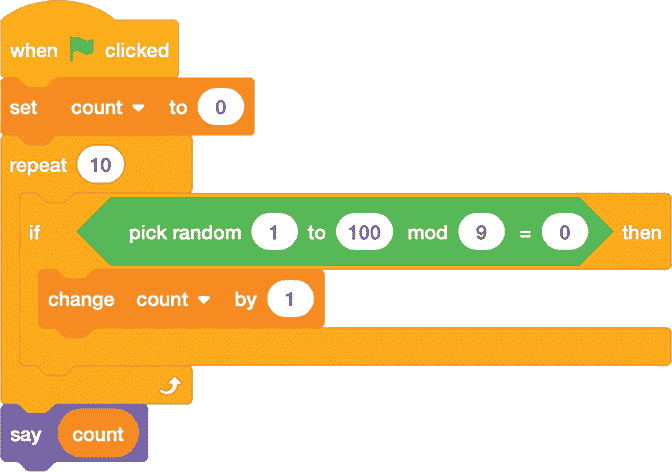 when clicked
set count to 0
repeat 10
if pick random 1 to 100 mod 9 = 0 then
change count by 1
say count